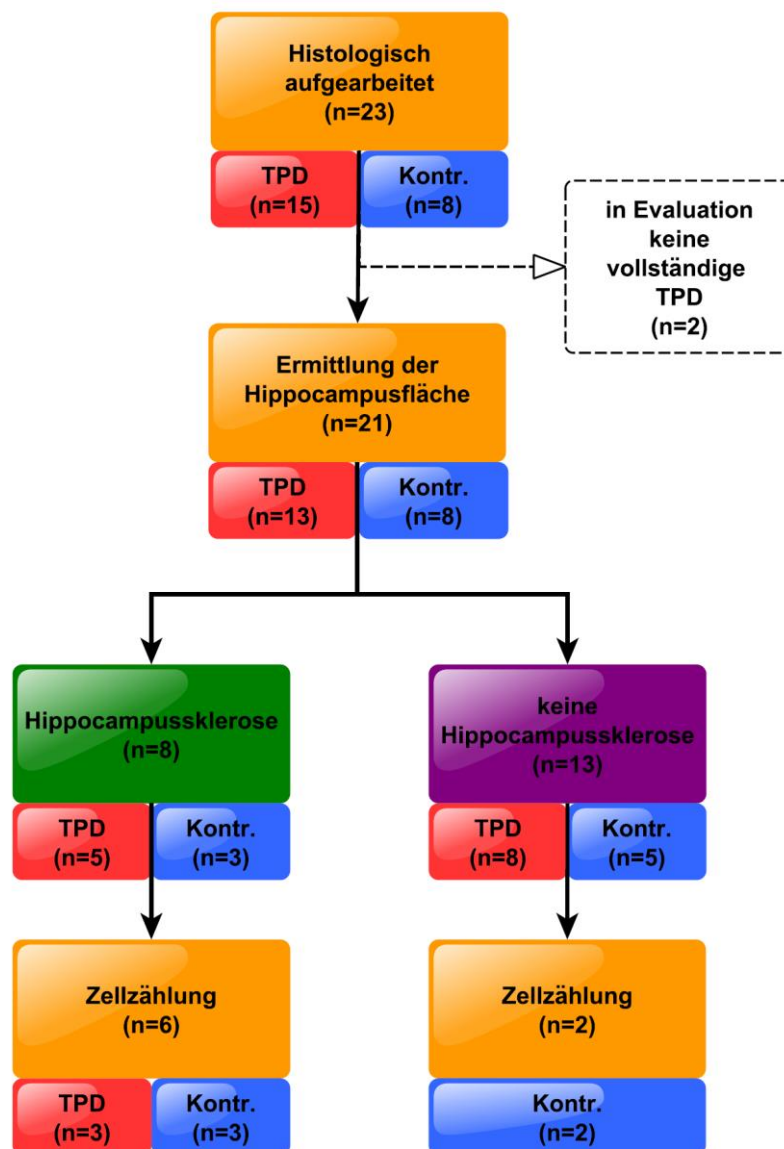 Histologisch
aufgearbeitet
(n=23)
TPD
(n=15)
Kontr.
(n=8)
in Evaluation
keine
vollständige
TPD
(n=2)
Ermittlung der
Hippocampusfläche
(n=21)
TPD
(n=13)
Kontr.
(n=8)
Hippocampussklerose
(n=8)
TPD
(n=5)
Kontr.
(n=3)
keine
Hippocampussklerose
(n=13)
TPD
(n=8)
Kontr.
(n=5)
Zellzählung
(n=6)
TPD
(n=3)
Kontr.
(n=3)
Zellzählung
(n=2)
Kontr.
(n=2)